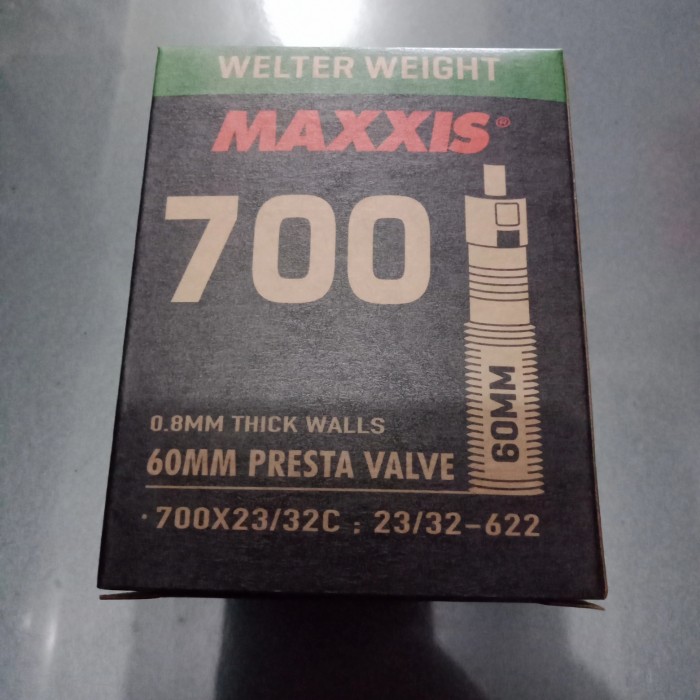 WELTER WEIGHT
MAXXIS®
700
60MM
0.8MM THICK WALLS
60MM PRESTA VALVE
·700X23/32C : 23/32-622